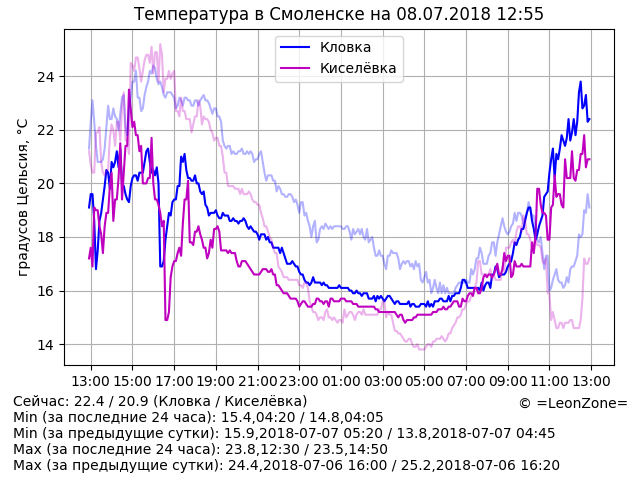 Температура в Смоленске на 08.07.2018 12:55
Кловка
Киселёвка
градусов Цельсия, °C
24
22
20
18
16
14
13:00 15:00 17:00 19:00 21:00 23:00 01:00 03:00 05:00 07:00 09:00 11:00 13:00
Сейчас: 22.4 / 20.9 (Кловка / Киселёвка)
© =LeonZone=
Min (за последние 24 часа): 15.4,04:20 / 14.8,04:05
Min (за предыдущие сутки): 15.9,2018-07-07 05:20 / 13.8,2018-07-07 04:45
Max (за последние 24 часа): 23.8,12:30 / 23.5,14:50
Max (за предыдущие сутки): 24.4,2018-07-06 16:00 / 25.2,2018-07-06 16:20